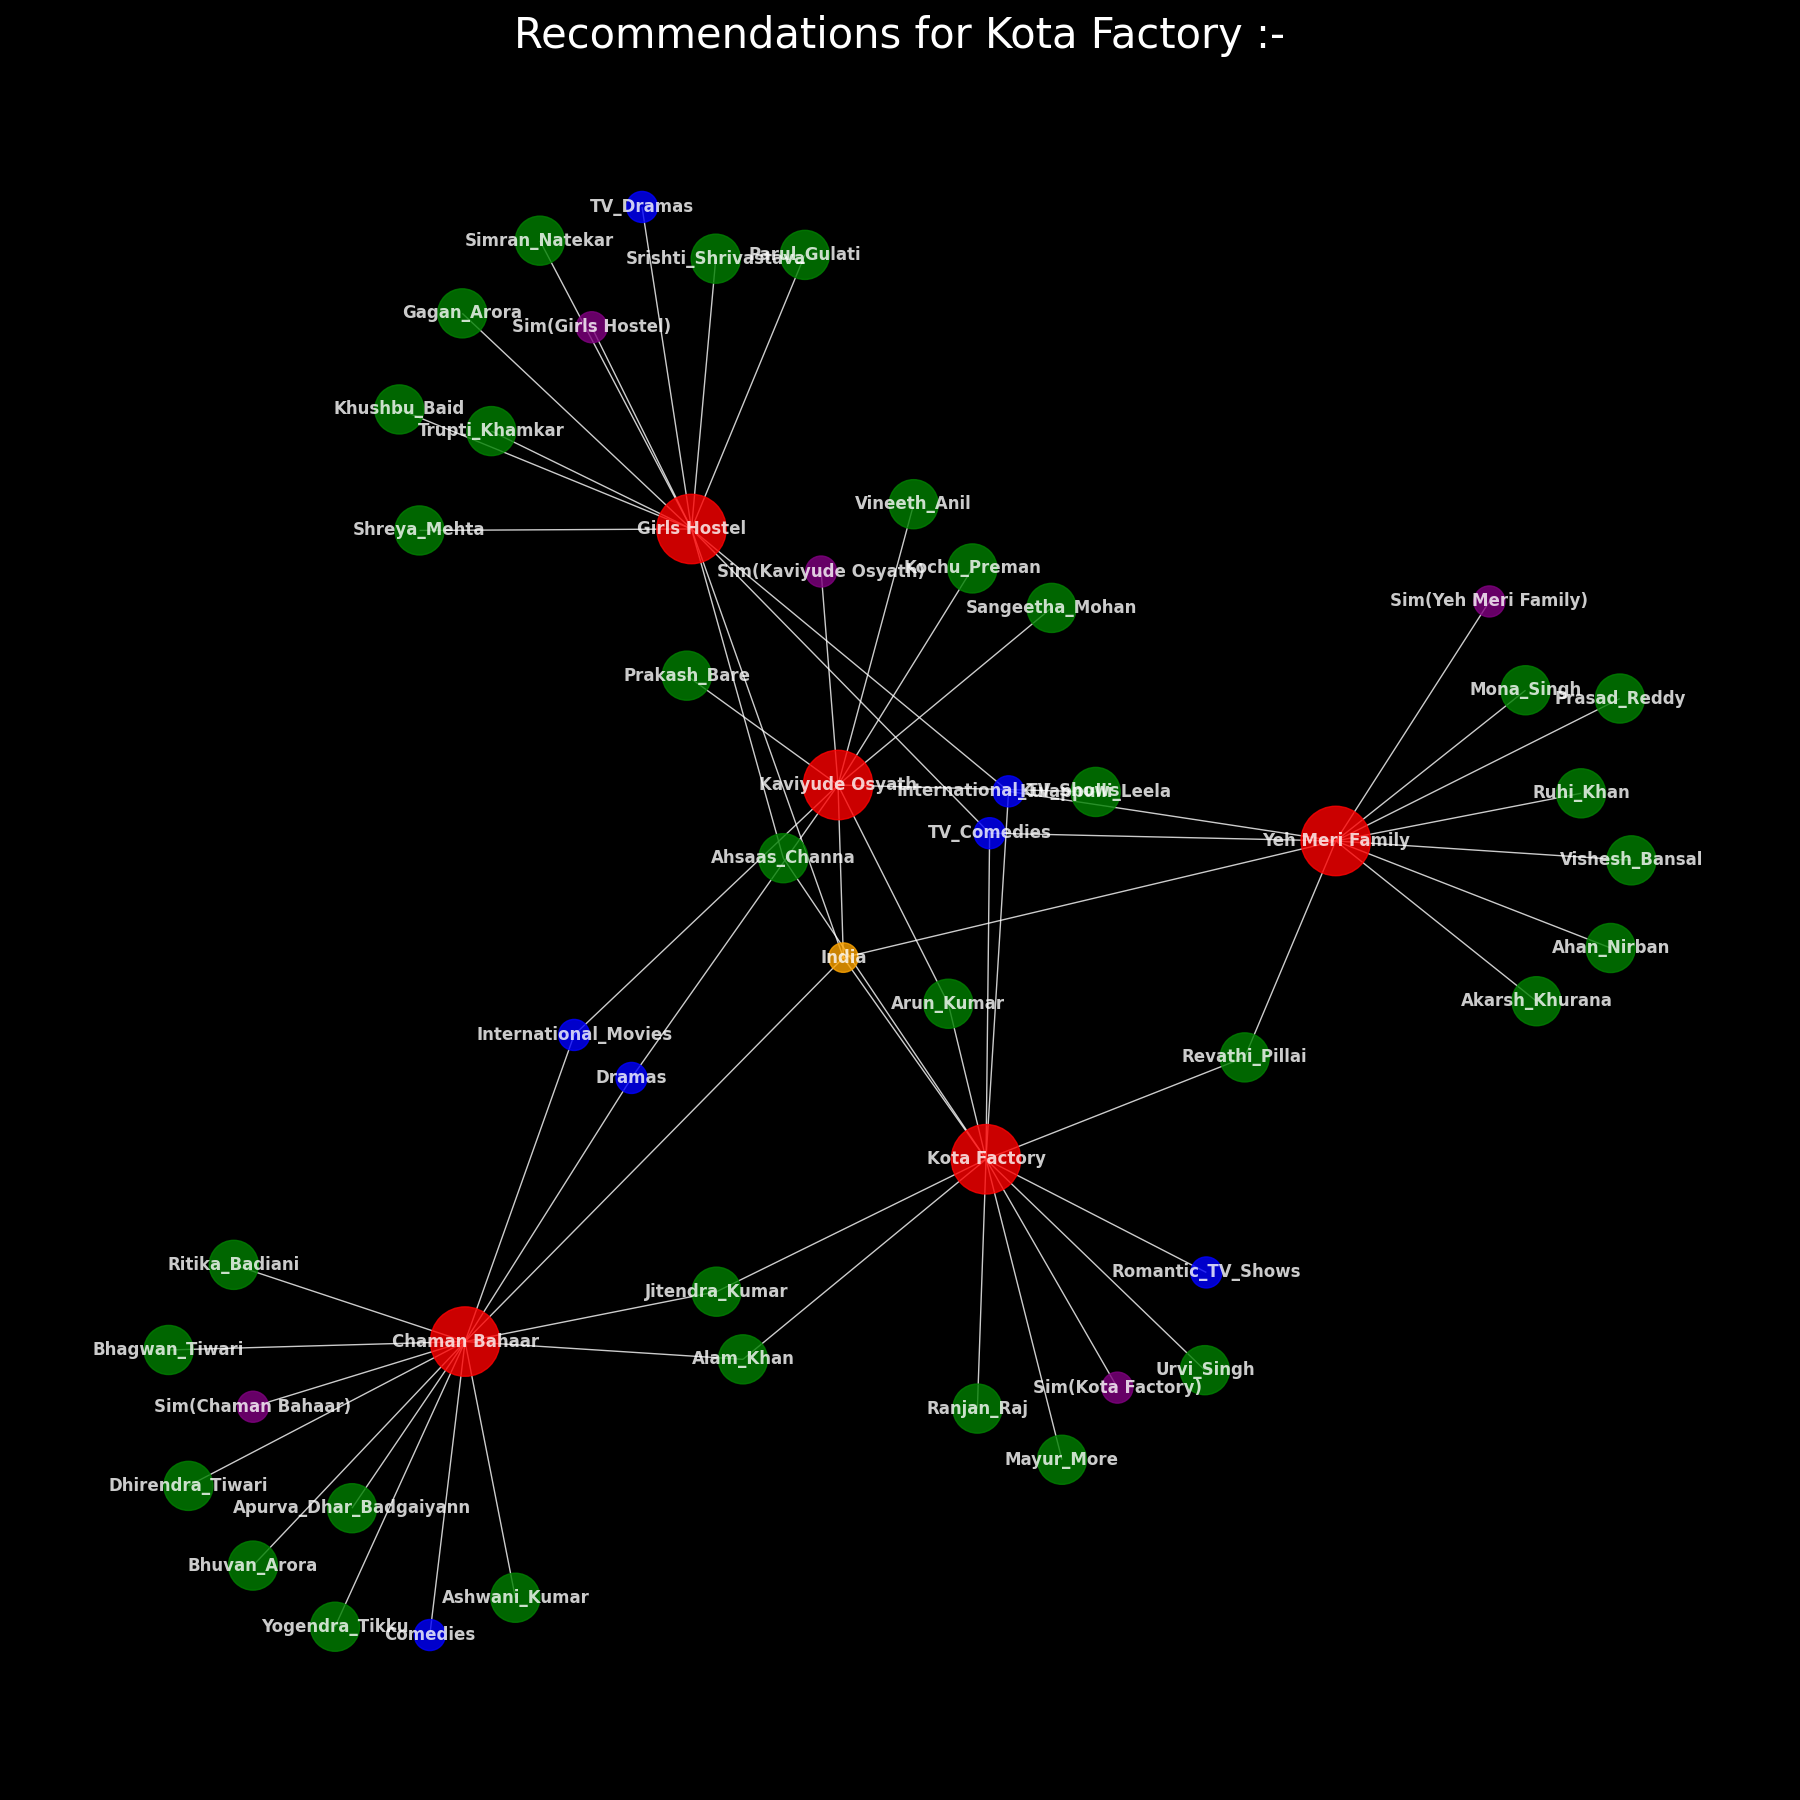 Recommendations for Kota Factory :-
TV_Dramas
Simran_Natekar
Srishti_Shrivastava
Parul_Gulati
Gagan_Arora
Sim(Girls Hostel)
Khushbu_Baid
Trupti_Khamkar
Shreya_Mehta
Girls Hostel
Vineeth_Anil
Sim(Kaviyude Osyath)
Kochu_Preman
Sangeetha_Mohan
Sim(Yeh Meri Family)
Prakash_Bare
Mona_Singh
Prasad_Reddy
Kaviyude Osyath
International_TV_Shows
Leela
Ruhi_Khan
TV_Comedies
Yeh Meri Family
Ahsaas_Channa
Vishesh_Bansal
India
Ahan_Nirban
Arun_Kumar
Akarsh_Khurana
International_Movies
Revathi_Pillai
Dramas
Kota Factory
Ritika_Badiani
Romantic_TV_Shows
Jitendra_Kumar
Chaman Bahaar
Bhagwan_Tiwari
Alam_Khan
Urvi_Singh
Sim(Kota Factory)
Sim(Chaman Bahaar)
Ranjan_Raj
Mayur_More
Dhirendra_Tiwari
Apurva_Dhar_Badgaiyann
Bhuvan_Arora
Ashwani_Kumar
Yogendra_Tikku
Comedies